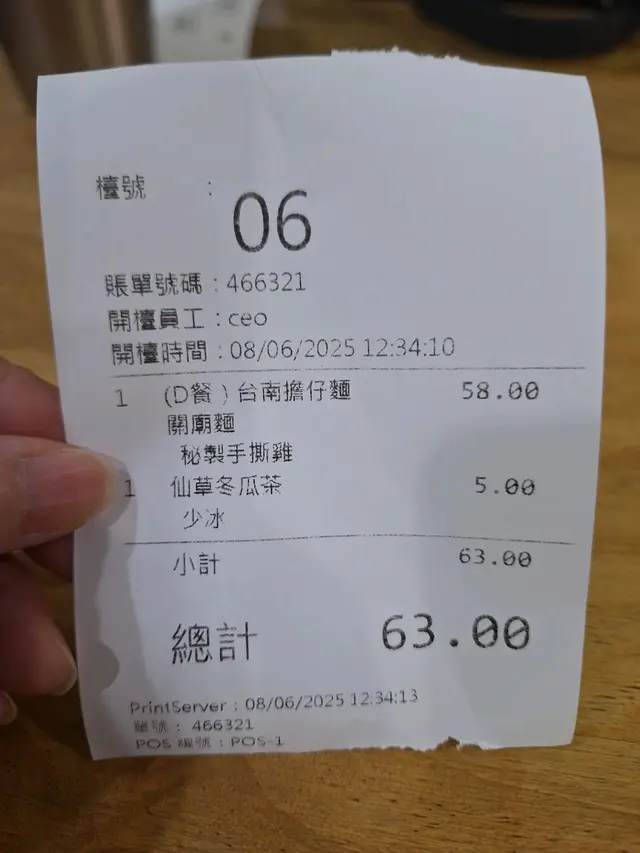 檯號 : 06
賬單號碼 : 466321
開檯員工 : ceo
開檯時間 : 08/06/2025 12:34:10
1 (D餐) 台南擔仔麵 58.00
關廟麵
秘製手撕雞
1 仙草冬瓜茶 5.00
少冰
小計 63.00
總計 63.00
PrintServer : 08/06/2025 12:34:13
單號 : 466321
POS 編號 : POS-1